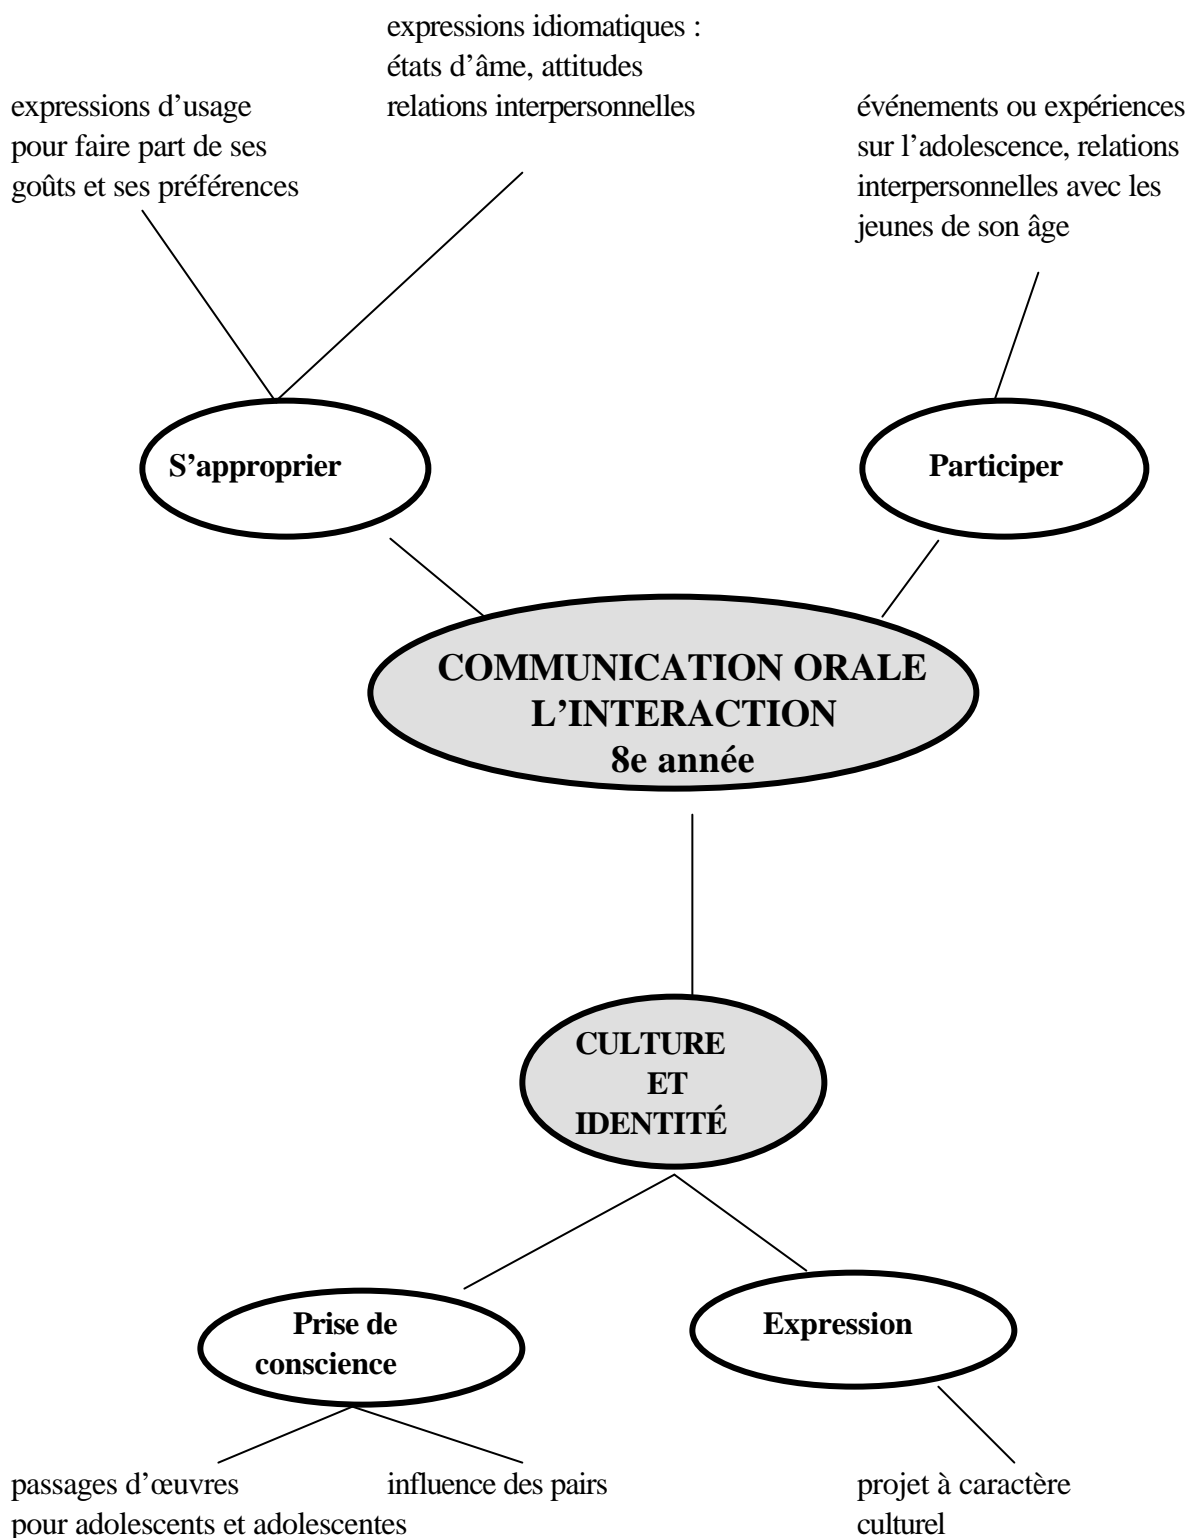 expressions idiomatiques :
états d’âme, attitudes
relations interpersonnelles
expressions d’usage
pour faire part de ses
goûts et ses préférences
événements ou expériences
sur l’adolescence, relations
interpersonnelles avec les
jeunes de son âge
S’approprier
Participer
COMMUNICATION ORALE
L’INTERACTION
8e année
CULTURE
ET
IDENTITÉ
Prise de
conscience
Expression
passages d’œuvres
pour adolescents et adolescentes
influence des pairs
projet à caractère
culturel